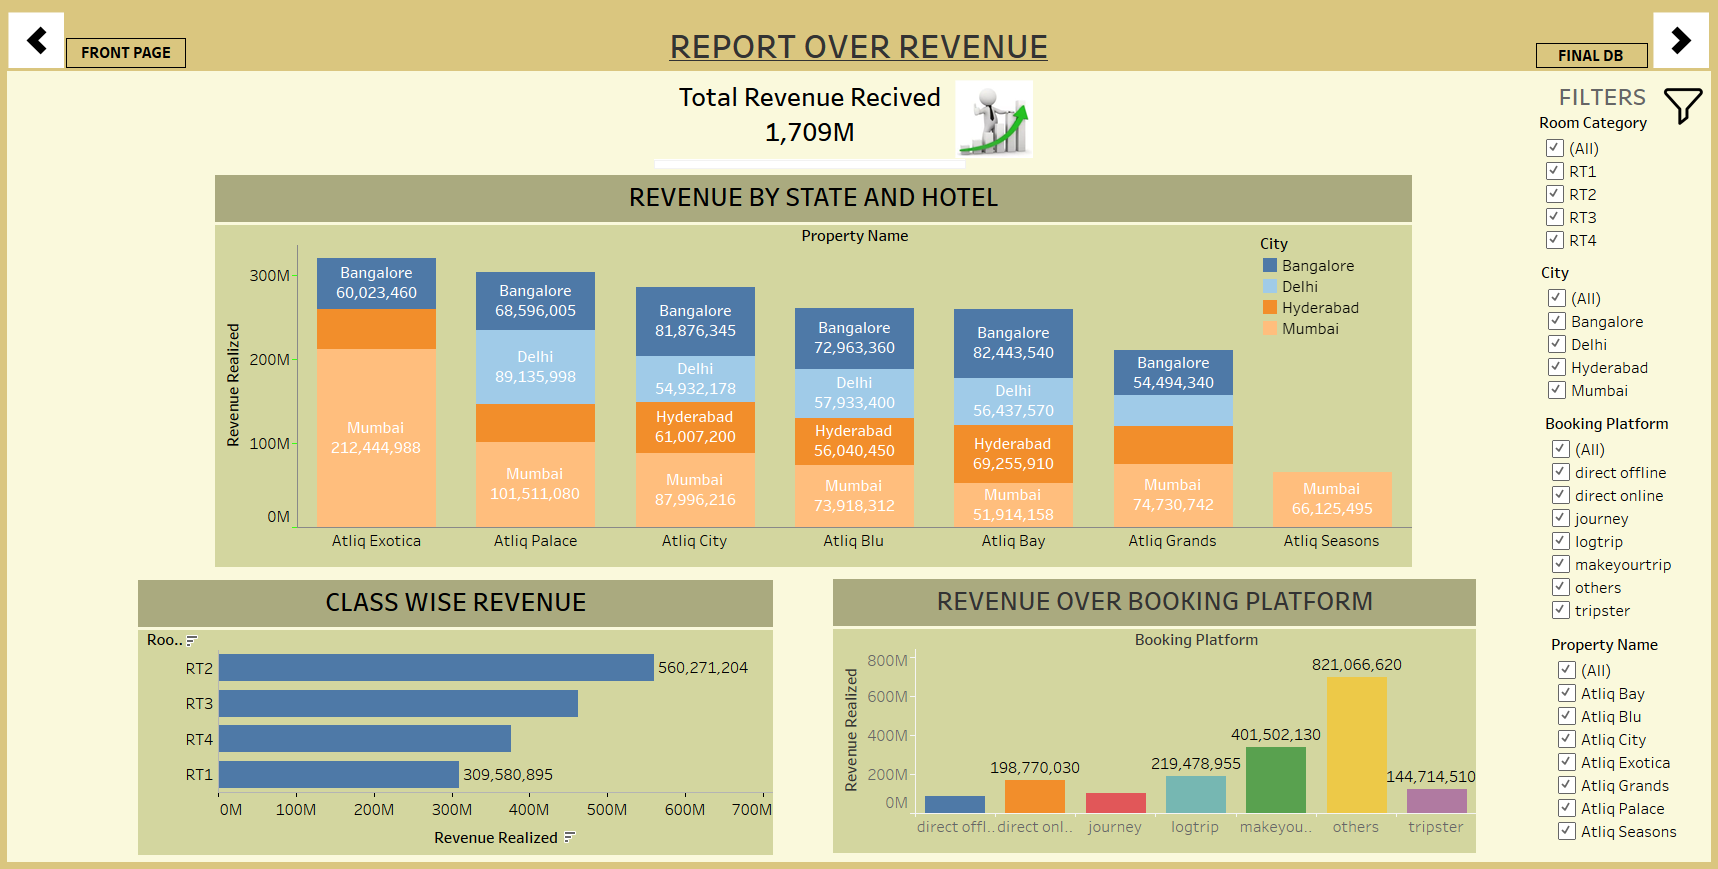 FRONT PAGE
REPORT OVER REVENUE
FINAL DB
Total Revenue Recived
1,709M
FILTERS
Room Category
(All)
RT1
RT2
RT3
RT4
City
(All)
Bangalore
Delhi
Hyderabad
Mumbai
Booking Platform
(All)
direct offline
direct online
journey
logtrip
makeyourtrip
others
tripster
Property Name
(All)
Atliq Bay
Atliq Blu
Atliq City
Atliq Exotica
Atliq Grands
Atliq Palace
Atliq Seasons
REVENUE BY STATE AND HOTEL
Property Name
City
Bangalore
Delhi
Hyderabad
Mumbai
Revenue Realized
300M
200M
100M
0M
Bangalore
60,023,460
Mumbai
212,444,988
Bangalore
68,596,005
Delhi
89,135,998
Mumbai
101,511,080
Bangalore
81,876,345
Delhi
54,932,178
Hyderabad
61,007,200
Mumbai
87,996,216
Bangalore
72,963,360
Delhi
57,933,400
Hyderabad
56,040,450
Mumbai
73,918,312
Bangalore
82,443,540
Delhi
56,437,570
Hyderabad
69,255,910
Mumbai
51,914,158
Bangalore
54,494,340
Mumbai
74,730,742
Mumbai
66,125,495
Atliq Exotica Atliq Palace Atliq City Atliq Blu Atliq Bay Atliq Grands Atliq Seasons
CLASS WISE REVENUE
Roo..
RT2 560,271,204
RT3
RT4
RT1 309,580,895
0M 100M 200M 300M 400M 500M 600M 700M
Revenue Realized
REVENUE OVER BOOKING PLATFORM
Booking Platform
Revenue Realized
800M
600M
400M
200M
0M
198,770,030
219,478,955
401,502,130
821,066,620
144,714,510
direct offl.. direct onl.. journey logtrip makeyou.. others tripster